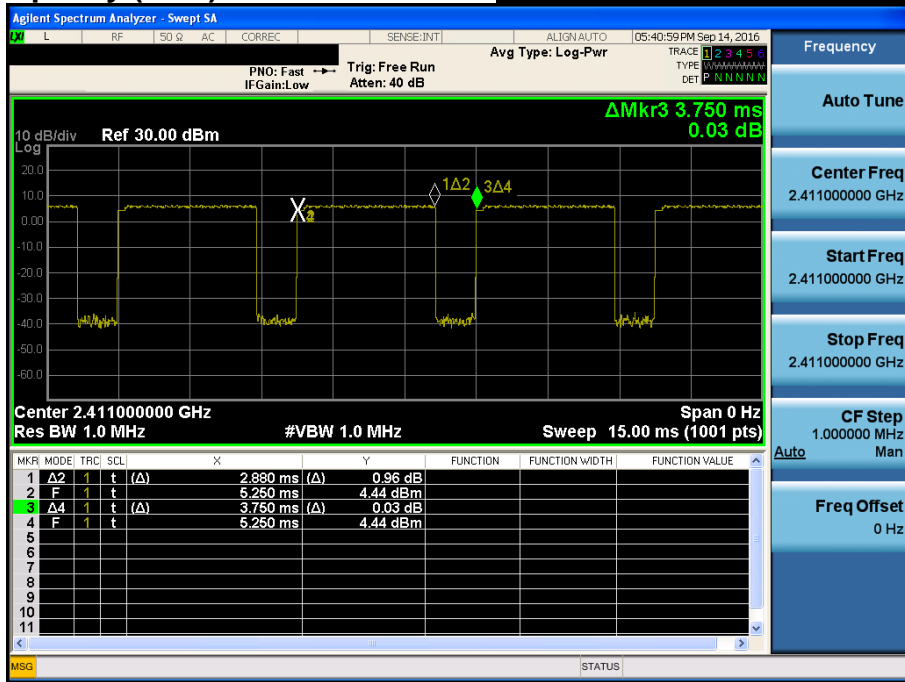 Agilent Spectrum Analyzer - Swept SA
LXI L RF 50 Ω AC CORREC SENSE:INT ALIGN AUTO 05:40:59 PM Sep 14, 2016
Frequency
Avg Type: Log-Pwr TRACE 1 2 3 4 5 6
PNO: Fast Trig: Free Run TYPE
IFGain:Low Atten: 40 dB DET P N N N N N
Auto Tune
ΔMkr3 3.750 ms
10 dB/div Ref 30.00 dBm 0.03 dB
Log
20.0
10.0
0.00
-10.0
-20.0
-30.0
-40.0
-50.0
-60.0
1Δ2 3Δ4
X
Center Freq
2.411000000 GHz
Start Freq
2.411000000 GHz
Stop Freq
2.411000000 GHz
Center 2.411000000 GHz Span 0 Hz
Res BW 1.0 MHz #VBW 1.0 MHz Sweep 15.00 ms (1001 pts)
CF Step
1.000000 MHz
Auto Man
MKR MODE TRC SCL X Y FUNCTION FUNCTION WIDTH FUNCTION VALUE
1 Δ2 1 t (Δ) 2.880 ms (Δ) 0.96 dB
2 F 1 t 5.250 ms 4.44 dBm
3 Δ4 1 t (Δ) 3.750 ms (Δ) 0.03 dB
4 F 1 t 5.250 ms 4.44 dBm
5
6
7
8
9
10
11
Freq Offset
0 Hz
MSG STATUS